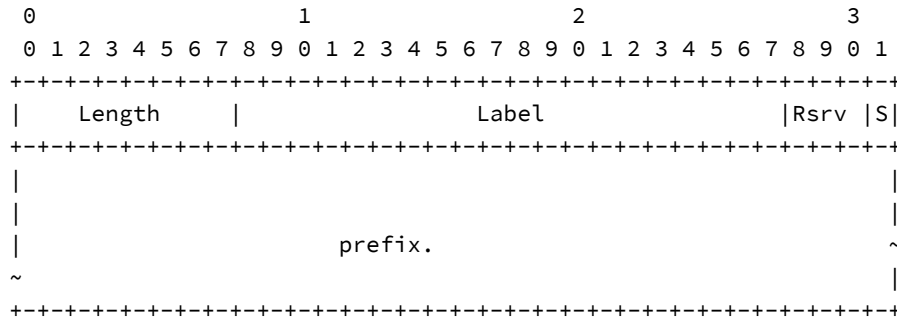 0                   1                   2                   3
 0 1 2 3 4 5 6 7 8 9 0 1 2 3 4 5 6 7 8 9 0 1 2 3 4 5 6 7 8 9 0 1
+-+-+-+-+-+-+-+-+-+-+-+-+-+-+-+-+-+-+-+-+-+-+-+-+-+-+-+-+-+-+-+-+
|    Length     |                 Label                 |Rsrv |S|
+-+-+-+-+-+-+-+-+-+-+-+-+-+-+-+-+-+-+-+-+-+-+-+-+-+-+-+-+-+-+-+-+
|                                                               |
|                                                               |
|                       prefix.                                 ~
~                                                               |
+-+-+-+-+-+-+-+-+-+-+-+-+-+-+-+-+-+-+-+-+-+-+-+-+-+-+-+-+-+-+-+-+